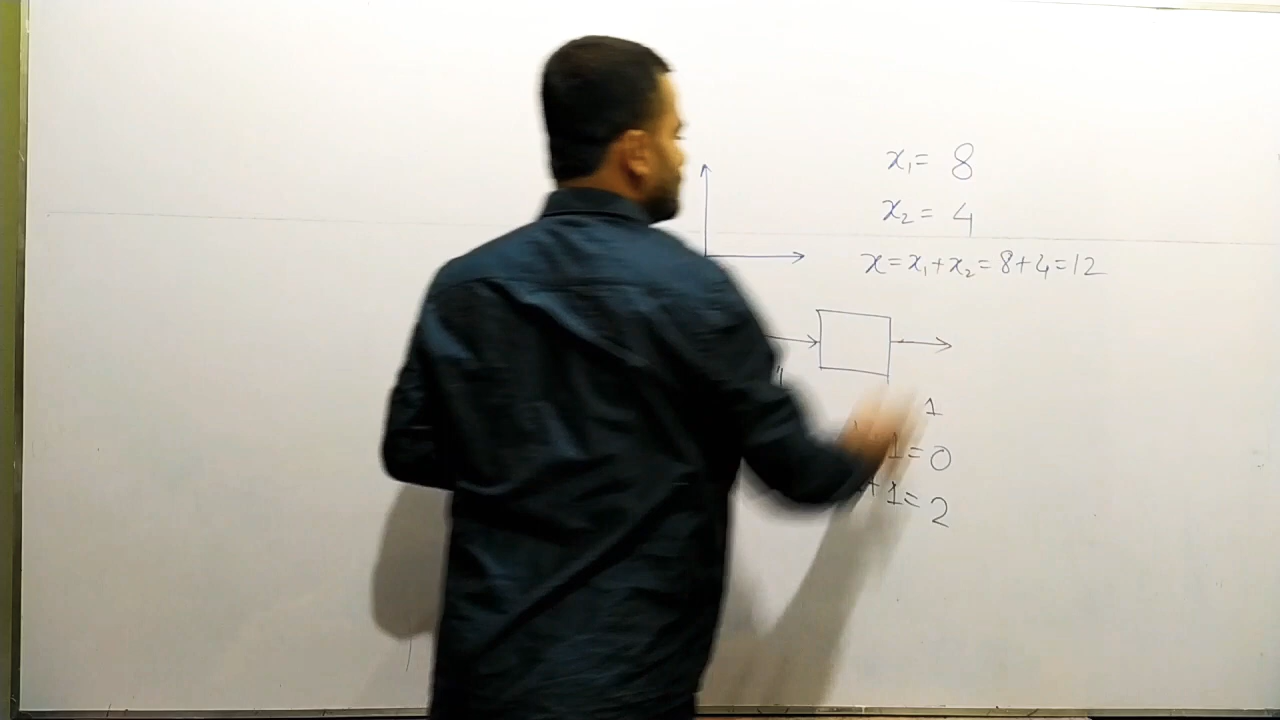 x₁= 8
x₂ = 4
x=x₁+x₂=8+4=12
1
1=0
+1=2